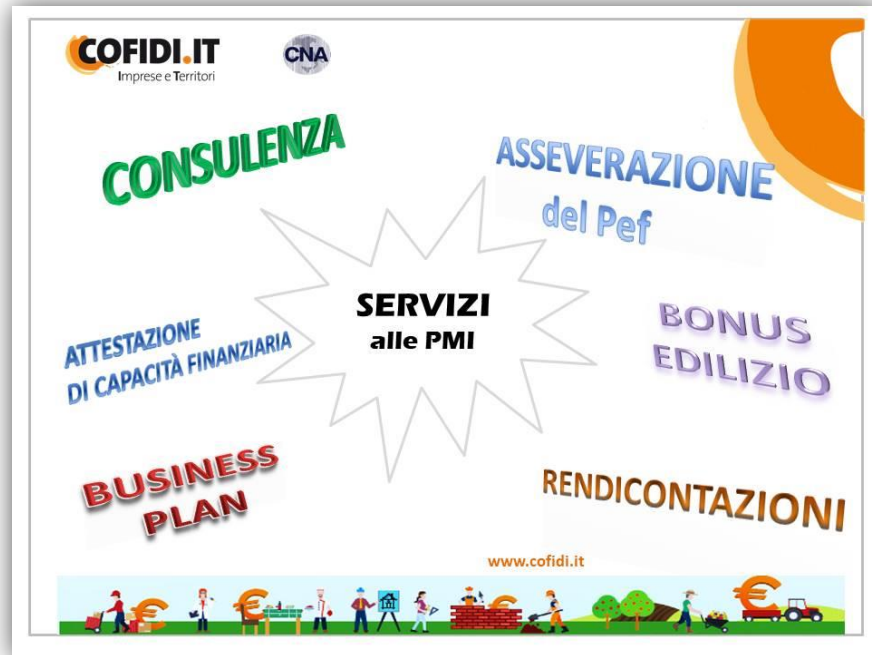 COFIDI.IT
Imprese e Territori
CNA
CONSULENZA
ASSEVERAZIONE
del Pef
SERVIZI
alle PMI
ATTESTAZIONE
DI CAPACITÀ FINANZIARIA
BONUS
EDILIZIO
BUSINESS
PLAN
RENDICONTAZIONI
www.cofidi.it